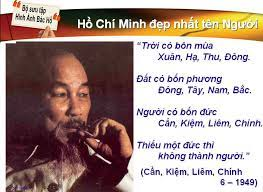 Bộ sưu tập
Hình Ảnh Bác Hồ
Hồ Chí Minh đẹp nhất tên Người
“Trời có bốn mùa
Xuân, Hạ, Thu, Đông.
Đất có bốn phương
Đông, Tây, Nam, Bắc.
Người có bốn đức
Cần, Kiệm, Liêm, Chính.
Thiếu một đức thì
không thành người.”
(Cần, Kiệm, Liêm, Chính
6 – 1949)